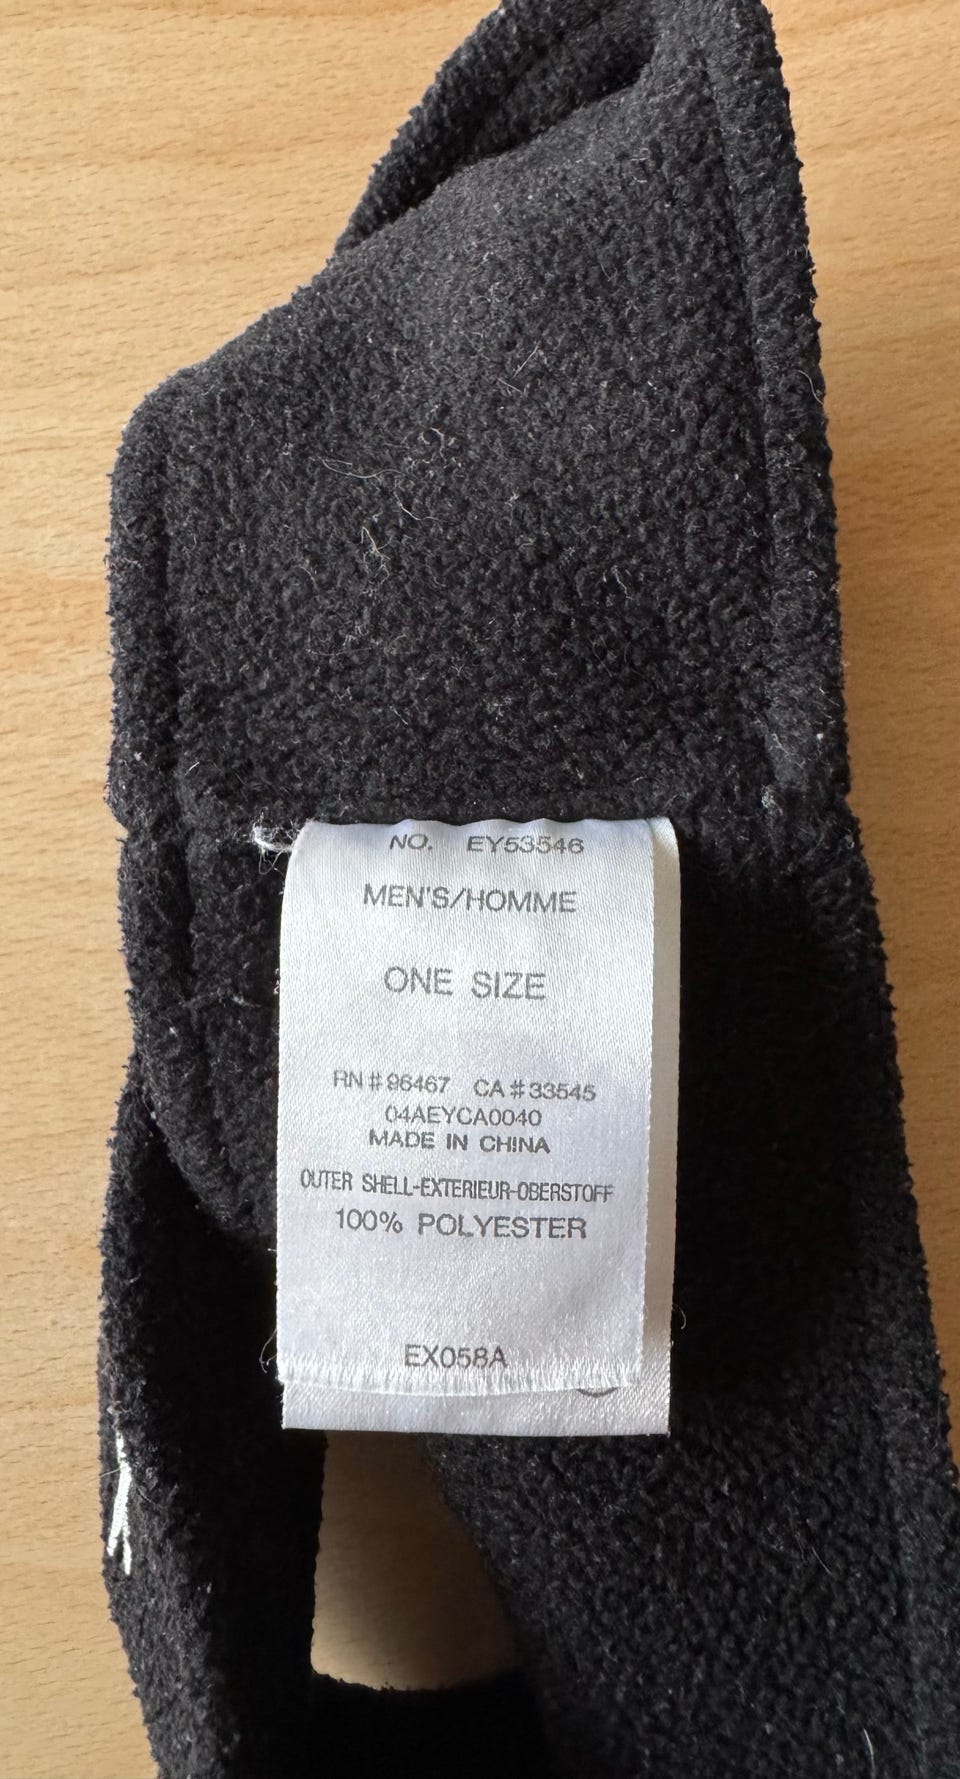 NO. EY53546
MEN'S/HOMME
ONE SIZE
RN#96467 CA#33545
04AEYCA0040
MADE IN CHINA
OUTER SHELL-EXTERIEUR-OBERSTOFF
100% POLYESTER
EX058A